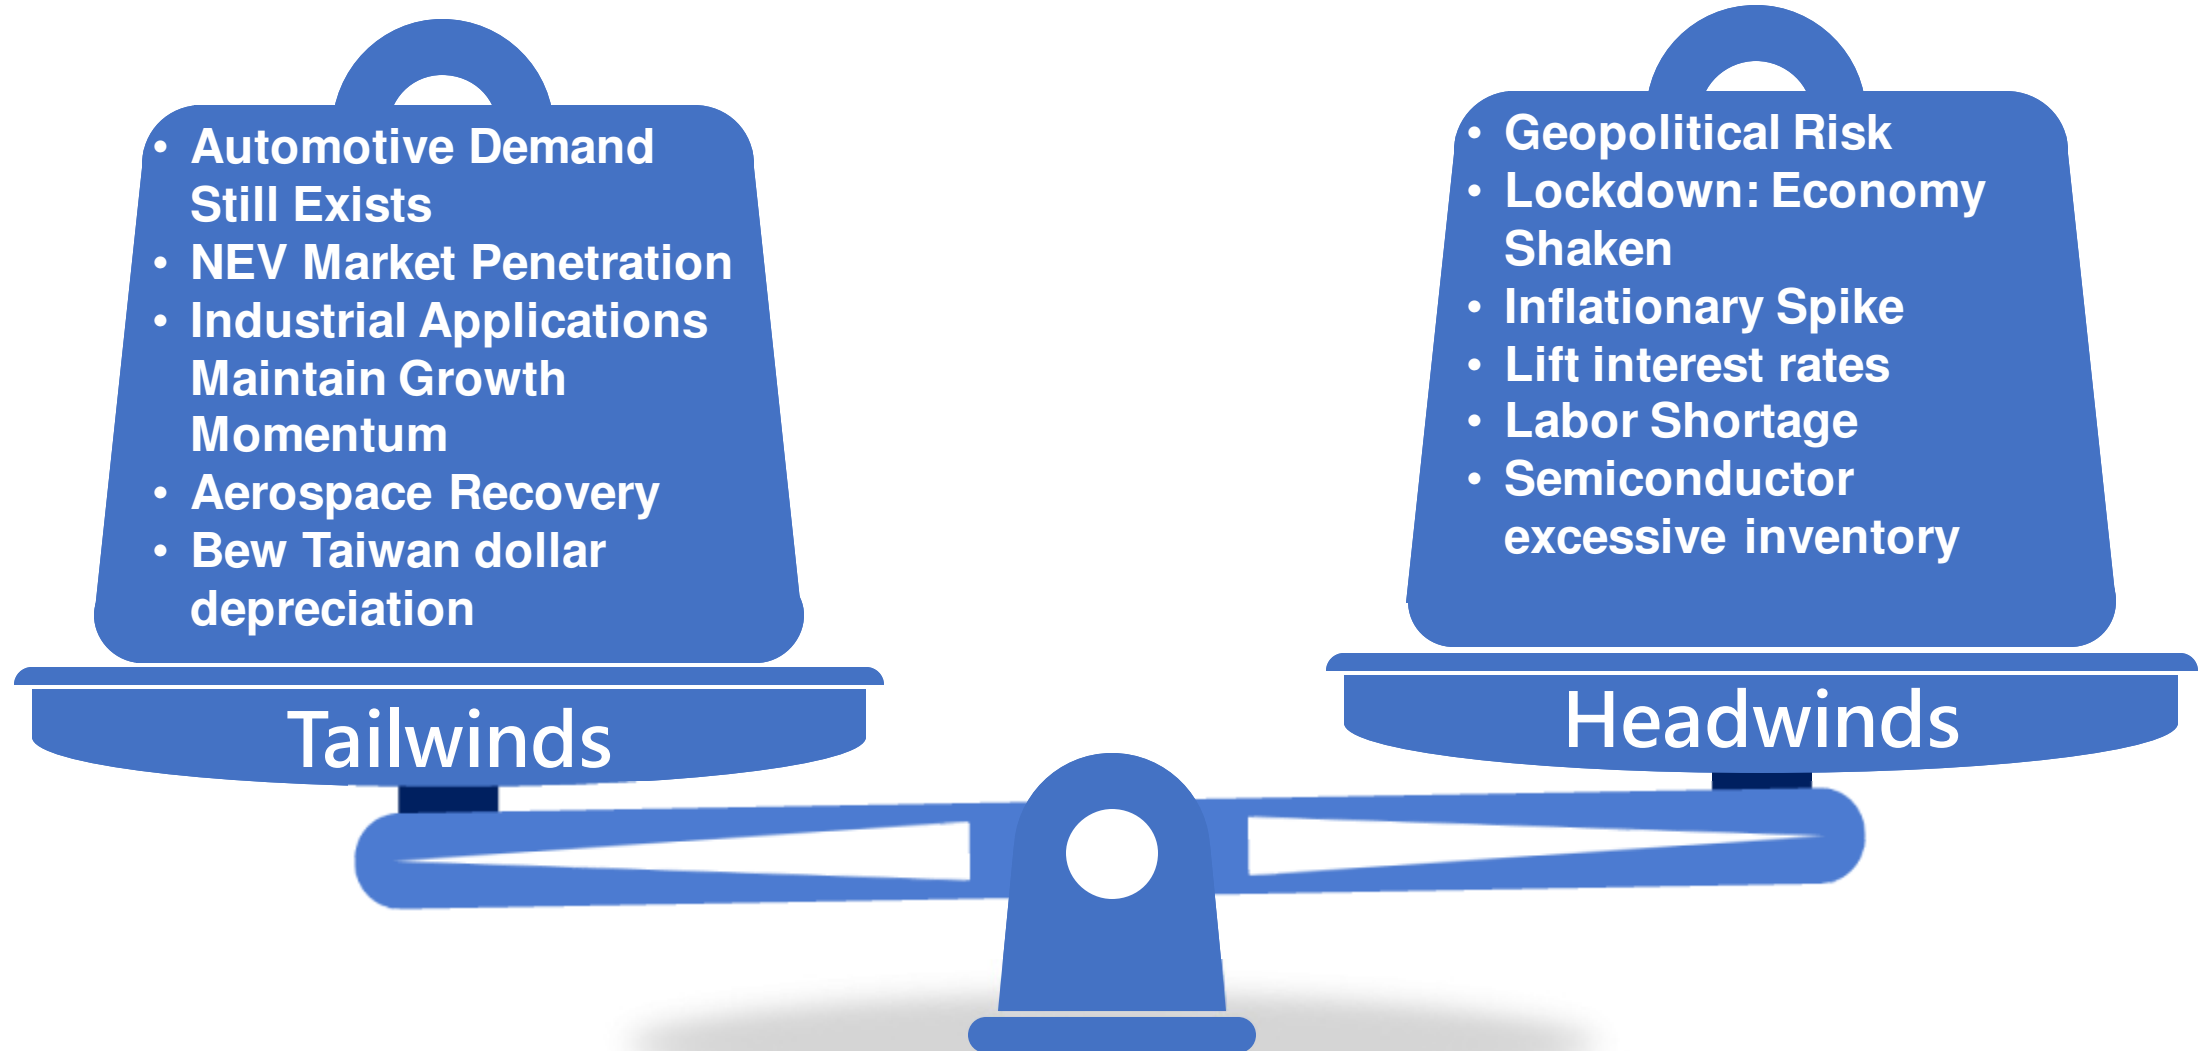 • Automotive Demand
Still Exists
• NEV Market Penetration
• Industrial Applications
Maintain Growth
Momentum
• Aerospace Recovery
• Bew Taiwan dollar
depreciation
Tailwinds
• Geopolitical Risk
• Lockdown: Economy
Shaken
• Inflationary Spike
• Lift interest rates
• Labor Shortage
• Semiconductor
excessive inventory
Headwinds